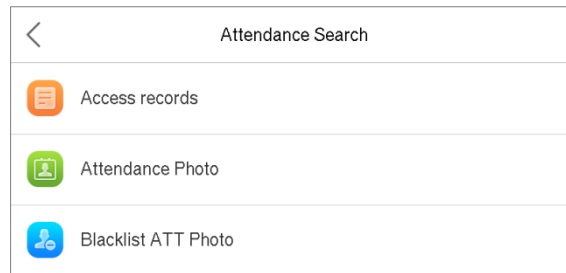 Attendance Search
Access records
Attendance Photo
Blacklist ATT Photo